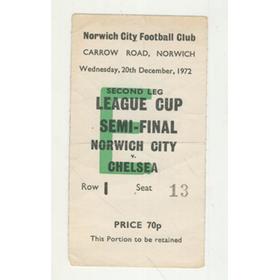 Norwich City Football Club
CARROW ROAD, NORWICH
Wednesday, 20th December, 1972
E
SECOND LEG
LEAGUE CUP
SEMI-FINAL
NORWICH CITY
v.
CHELSEA
Row I Seat 13
PRICE 70p
This Portion to be retained